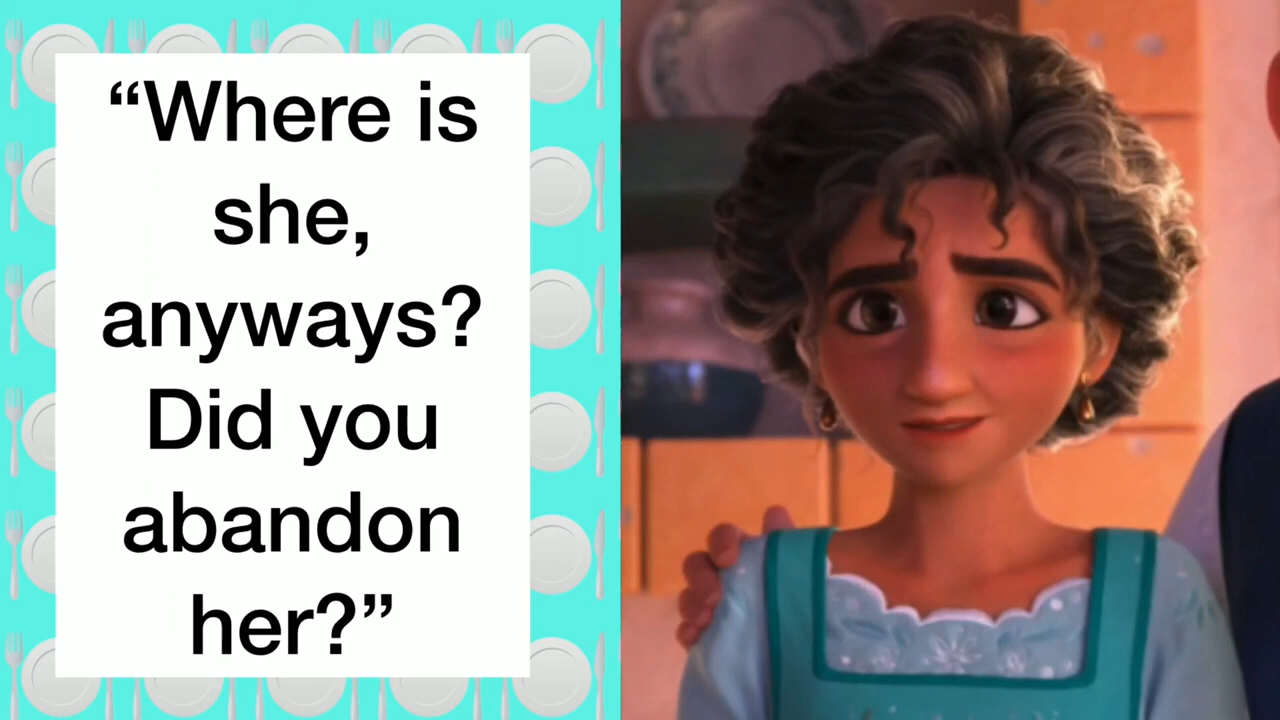 “Where is
she,
anyways?
Did you
abandon
her?”